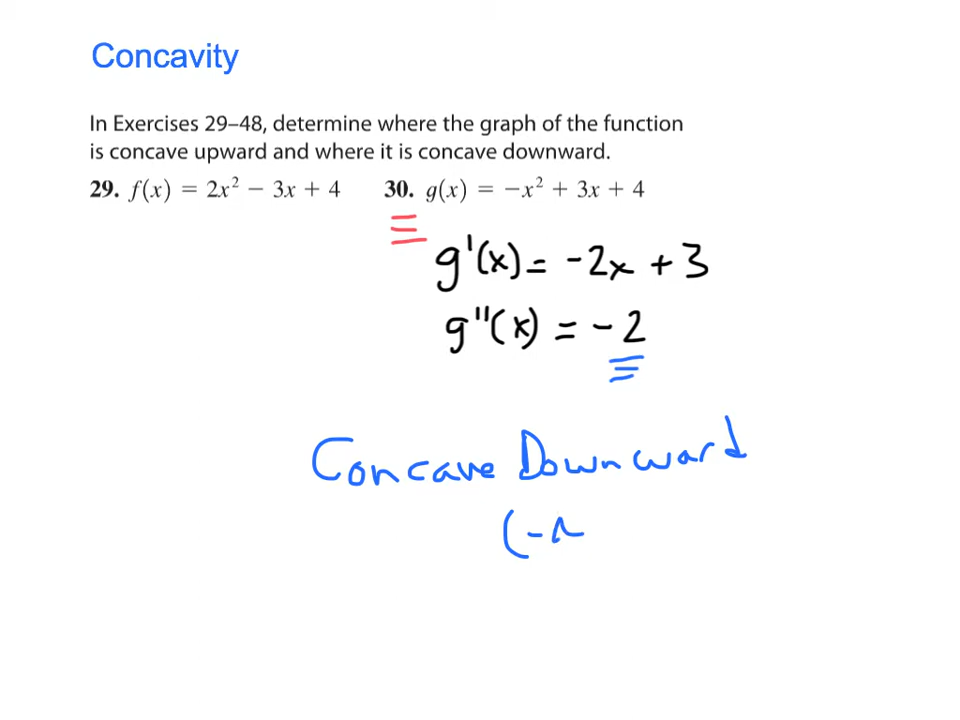 Concavity
In Exercises 29–48, determine where the graph of the function
is concave upward and where it is concave downward.
29. f(x) = 2x² − 3x + 4 30. g(x) = −x² + 3x + 4
g'(x) = -2x + 3
g''(x) = -2
Concave Downward
(-